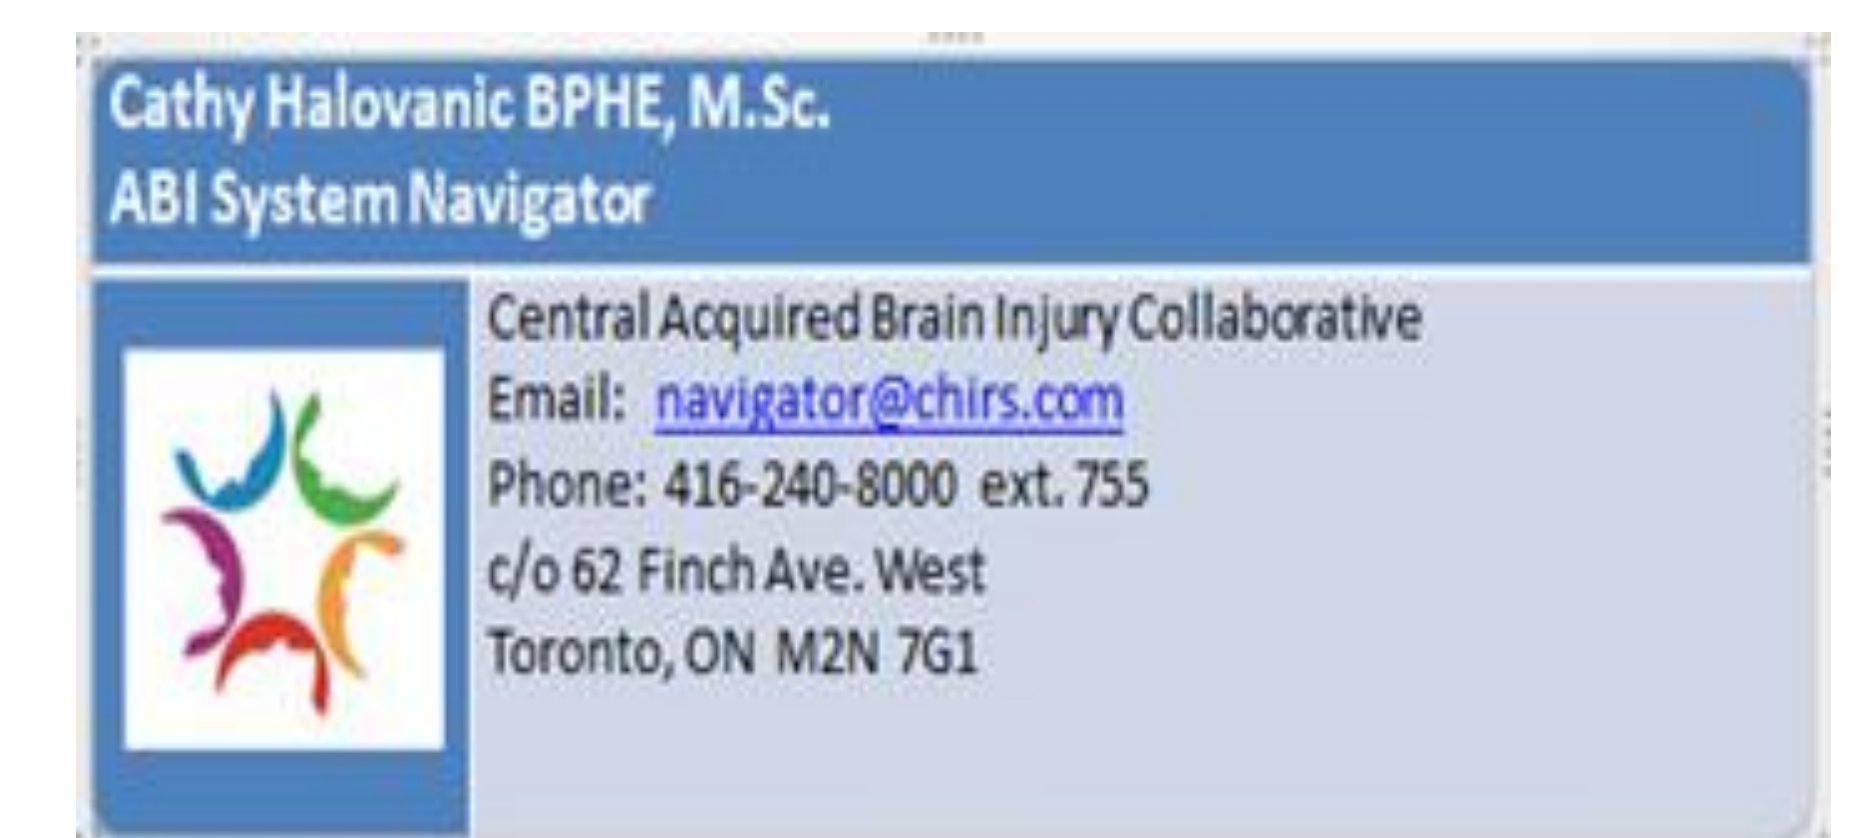 Cathy Halovanic BPHE, M.Sc.
ABI System Navigator
Central Acquired Brain Injury Collaborative
Email: navigator@chirs.com
Phone: 416-240-8000 ext. 755
c/o 62 Finch Ave. West
Toronto, ON M2N 7G1